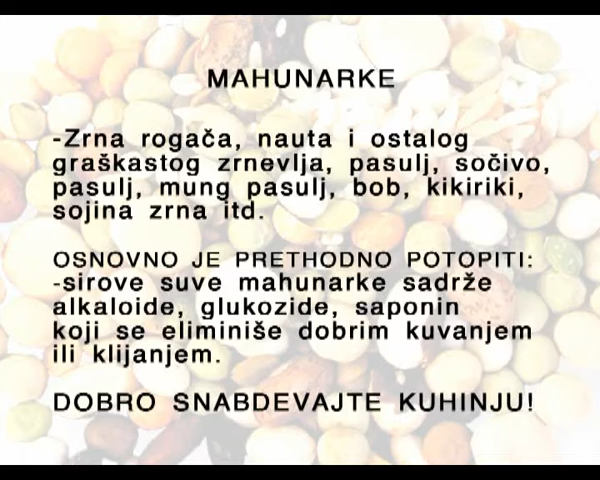 MAHUNARKE
-Zrna rogača, nauta i ostalog
graškastog zrnevlja, pasulj, sočivo,
pasulj, mung pasulj, bob, kikiriki,
sojina zrna itd.
OSNOVNO JE PRETHODNO POTOPITI:
-sirove suve mahunarke sadrže
alkaloide, glukozide, saponin
koji se eliminiše dobrim kuvanjem
ili klijanjem.
DOBRO SNABDEVAJTE KUHINJU!